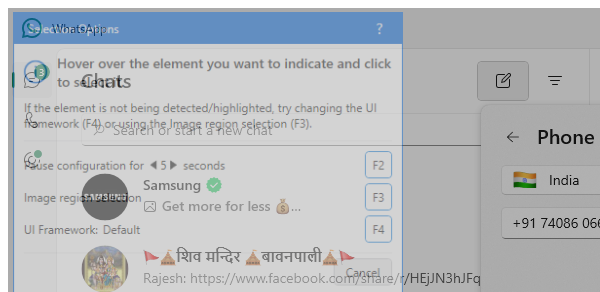 WhatsApp
Selection Options
?
3
Hover over the element you want to indicate and click
to select it.
Chats
If the element is not being detected/highlighted, try changing the UI
framework (F4) or using the Image region selection (F3).
Search or start a new chat
Phone
India
+91 74086 066
Pause configuration for ◀ 5 ▶ seconds
F2
Samsung
SAMSUNG
Image region selection
F3
Get more for less 💰...
UI Framework: Default
F4
🚩🛕शिव मन्दिर 🛕बावनपाली🛕🚩
Rajesh: https://www.facebook.com/share/r/HEjJN3hJFq
Cancel